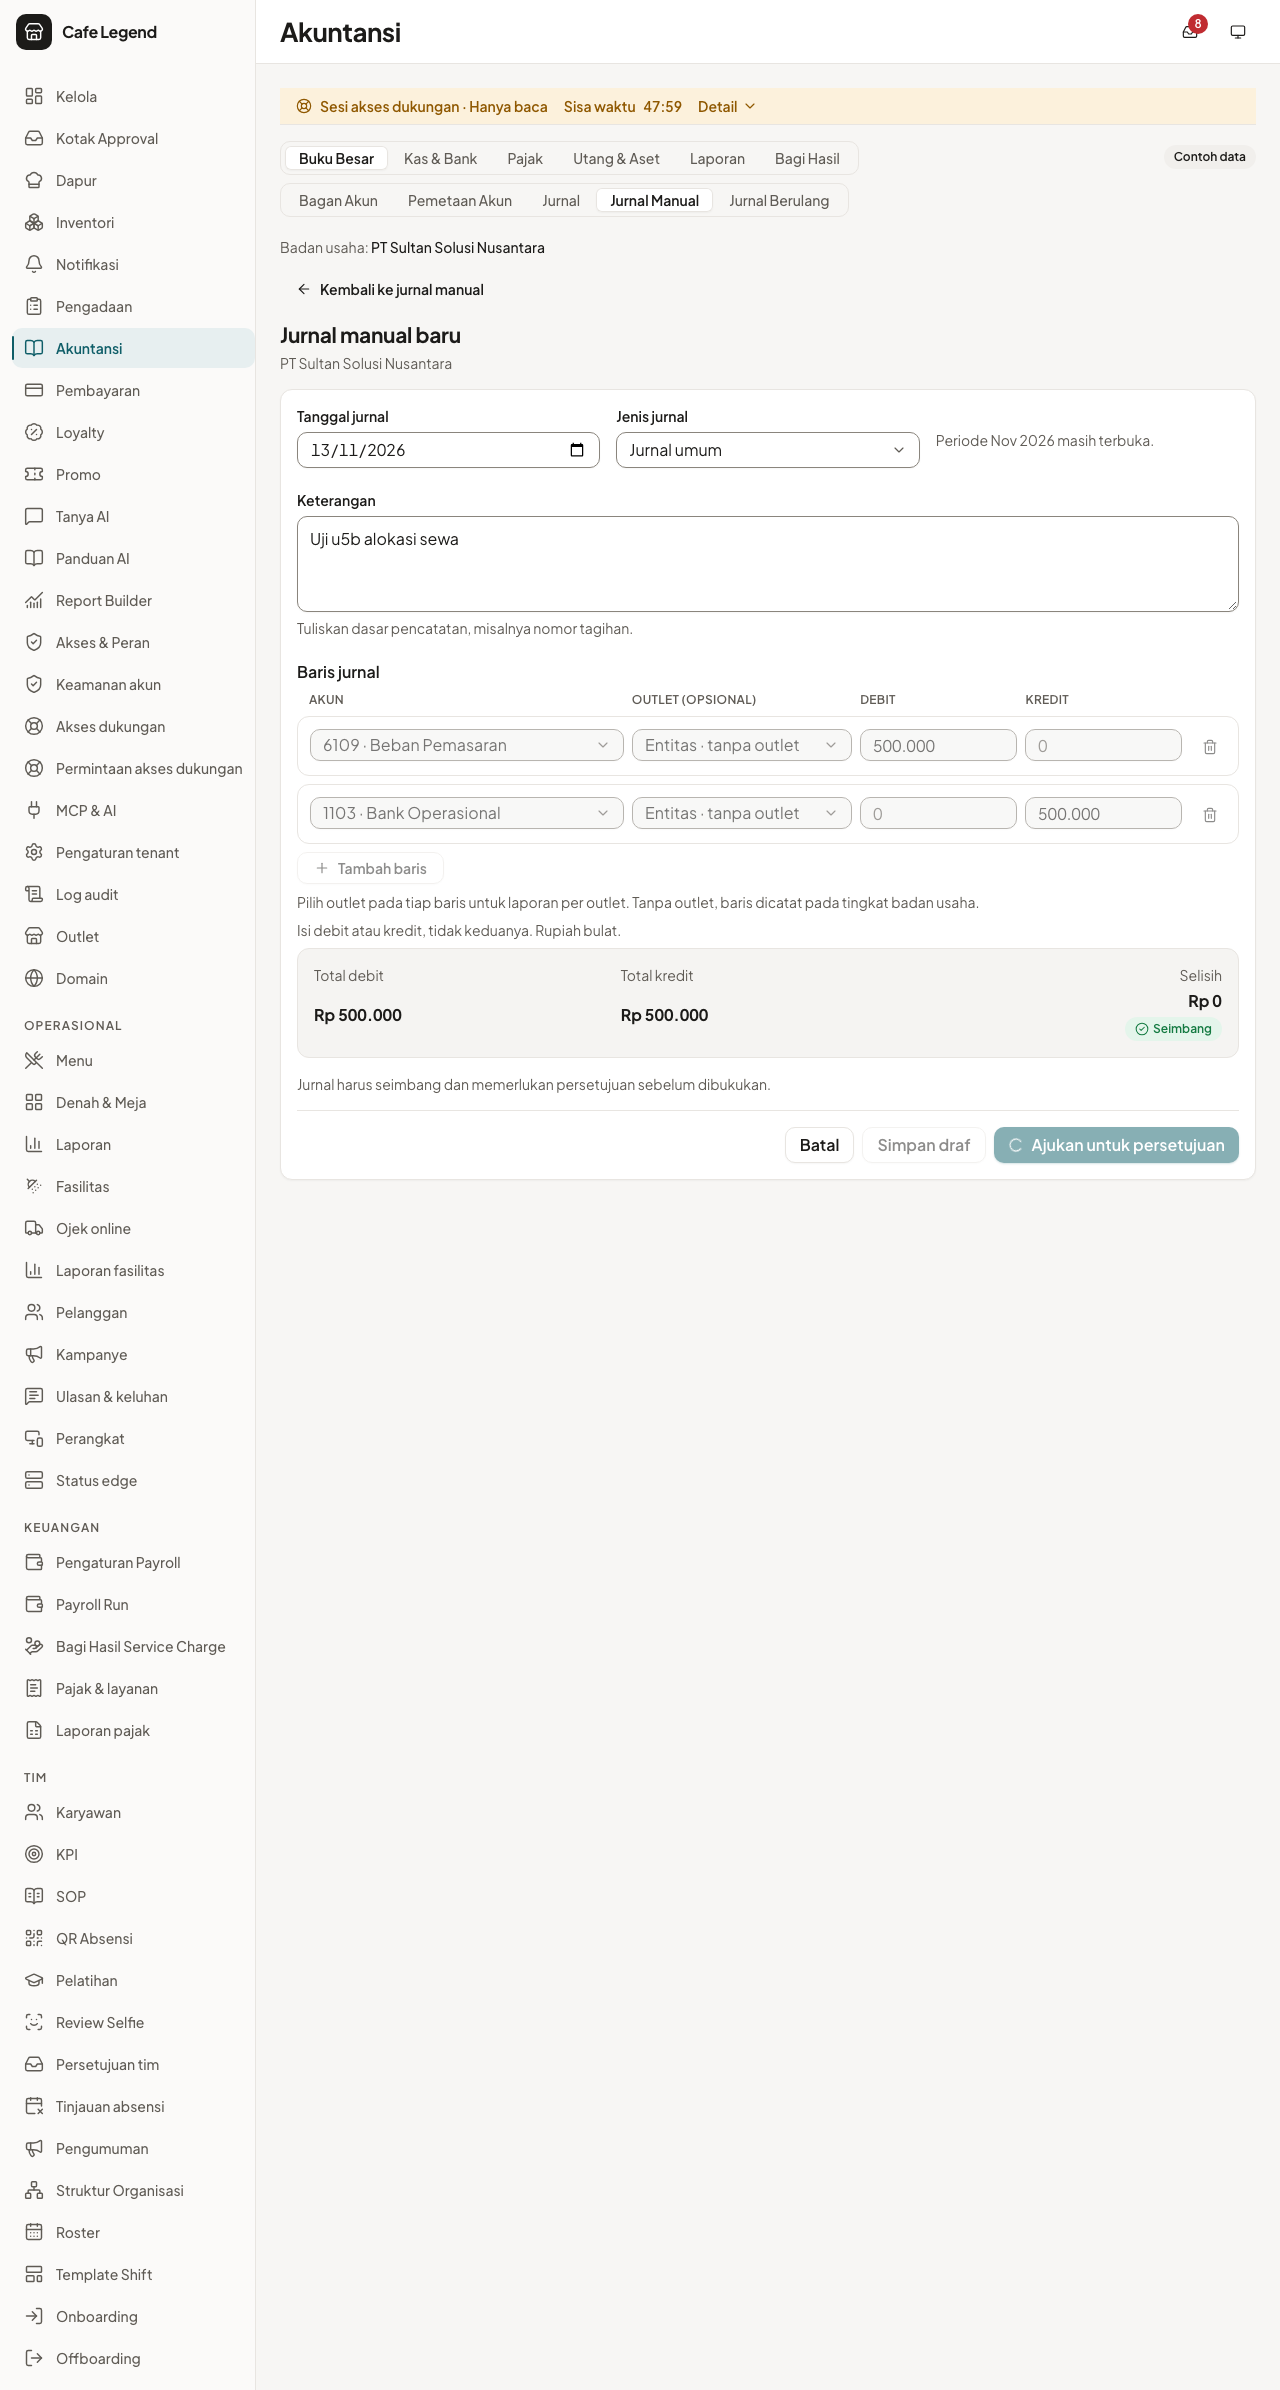 Cafe Legend
Kelola
Kotak Approval
Dapur
Inventori
Notifikasi
Pengadaan
Akuntansi
Pembayaran
Loyalty
Promo
Tanya AI
Panduan AI
Report Builder
Akses & Peran
Keamanan akun
Akses dukungan
Permintaan akses dukungan
MCP & AI
Pengaturan tenant
Log audit
Outlet
Domain
OPERASIONAL
Menu
Denah & Meja
Laporan
Fasilitas
Ojek online
Laporan fasilitas
Pelanggan
Kampanye
Ulasan & keluhan
Perangkat
Status edge
KEUANGAN
Pengaturan Payroll
Payroll Run
Bagi Hasil Service Charge
Pajak & layanan
Laporan pajak
TIM
Karyawan
KPI
SOP
QR Absensi
Pelatihan
Review Selfie
Persetujuan tim
Tinjauan absensi
Pengumuman
Struktur Organisasi
Roster
Template Shift
Onboarding
Offboarding
Akuntansi
8
Sesi akses dukungan · Hanya baca Sisa waktu 47:59 Detail
Buku Besar Kas & Bank Pajak Utang & Aset Laporan Bagi Hasil
Contoh data
Bagan Akun Pemetaan Akun Jurnal Jurnal Manual Jurnal Berulang
Badan usaha: PT Sultan Solusi Nusantara
Kembali ke jurnal manual
Jurnal manual baru
PT Sultan Solusi Nusantara
Tanggal jurnal Jenis jurnal
13/11/2026 Jurnal umum Periode Nov 2026 masih terbuka.
Keterangan
Uji u5b alokasi sewa
Tuliskan dasar pencatatan, misalnya nomor tagihan.
Baris jurnal
AKUN OUTLET (OPSIONAL) DEBIT KREDIT
6109 · Beban Pemasaran Entitas · tanpa outlet 500.000 0
1103 · Bank Operasional Entitas · tanpa outlet 0 500.000
Tambah baris
Pilih outlet pada tiap baris untuk laporan per outlet. Tanpa outlet, baris dicatat pada tingkat badan usaha.
Isi debit atau kredit, tidak keduanya. Rupiah bulat.
Total debit Total kredit Selisih
Rp 500.000 Rp 500.000 Rp 0
Seimbang
Jurnal harus seimbang dan memerlukan persetujuan sebelum dibukukan.
Batal Simpan draf Ajukan untuk persetujuan